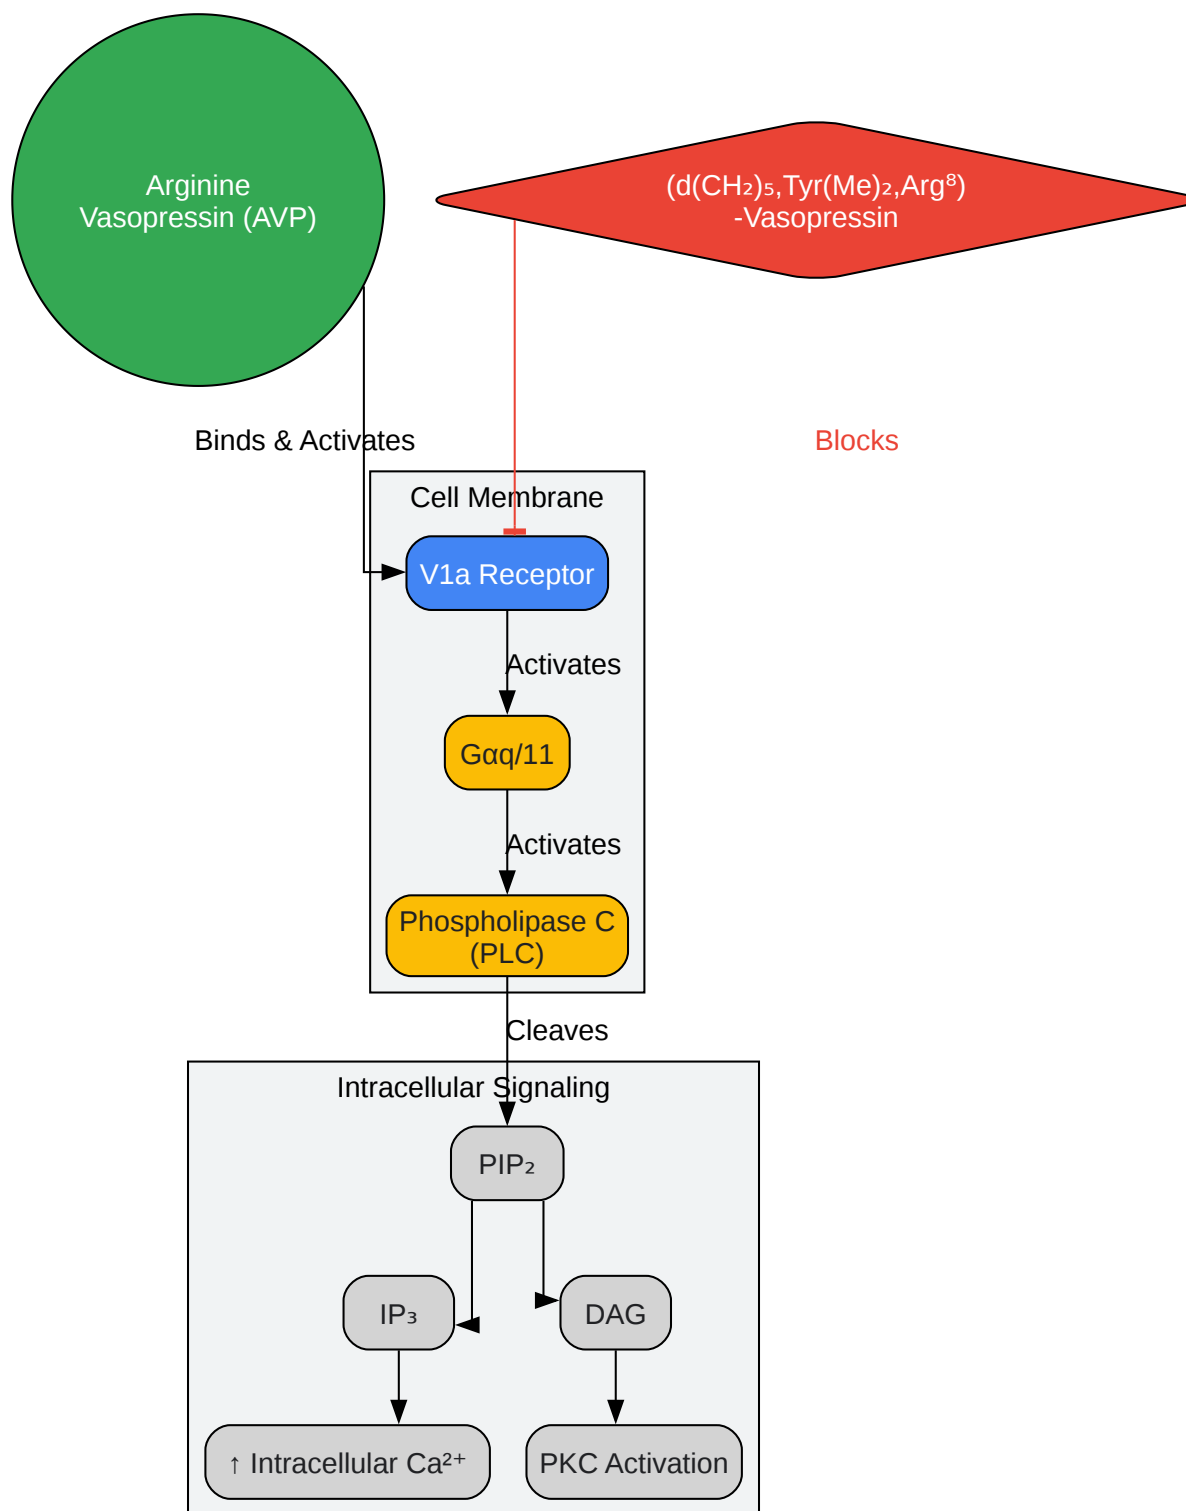 Arginine
Vasopressin (AVP)
(d(CH₂)₅,Tyr(Me)₂,Arg⁸)
-Vasopressin
Binds & Activates
Blocks
Cell Membrane
V1a Receptor
Activates
Gαq/11
Activates
Phospholipase C
(PLC)
Cleaves
Intracellular Signaling
PIP₂
IP₃
DAG
↑ Intracellular Ca²⁺
PKC Activation